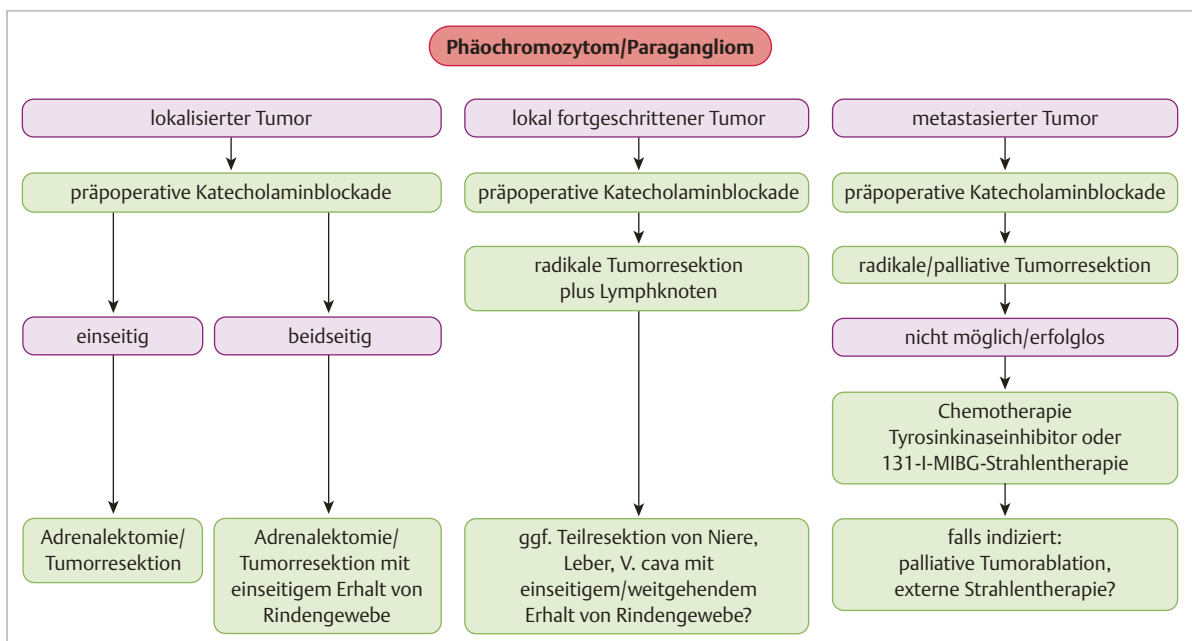 Phäochromozytom/Paragangliom
lokalisierter Tumor
präpoperative Katecholaminblockade
einseitig
beidseitig
Adrenalektomie/
Tumorresektion
Adrenalektomie/
Tumorresektion mit
einseitigem Erhalt von
Rindengewebe
lokal fortgeschrittener Tumor
präpoperative Katecholaminblockade
radikale Tumorresektion
plus Lymphknoten
ggf. Teilresektion von Niere,
Leber, V. cava mit
einseitigem/weitgehendem
Erhalt von Rindengewebe?
metastasierter Tumor
präpoperative Katecholaminblockade
radikale/palliative Tumorresektion
nicht möglich/erfolglos
Chemotherapie
Tyrosinkinaseinhibitor oder
131-I-MIBG-Strahlentherapie
falls indiziert:
palliative Tumorablation,
externe Strahlentherapie?